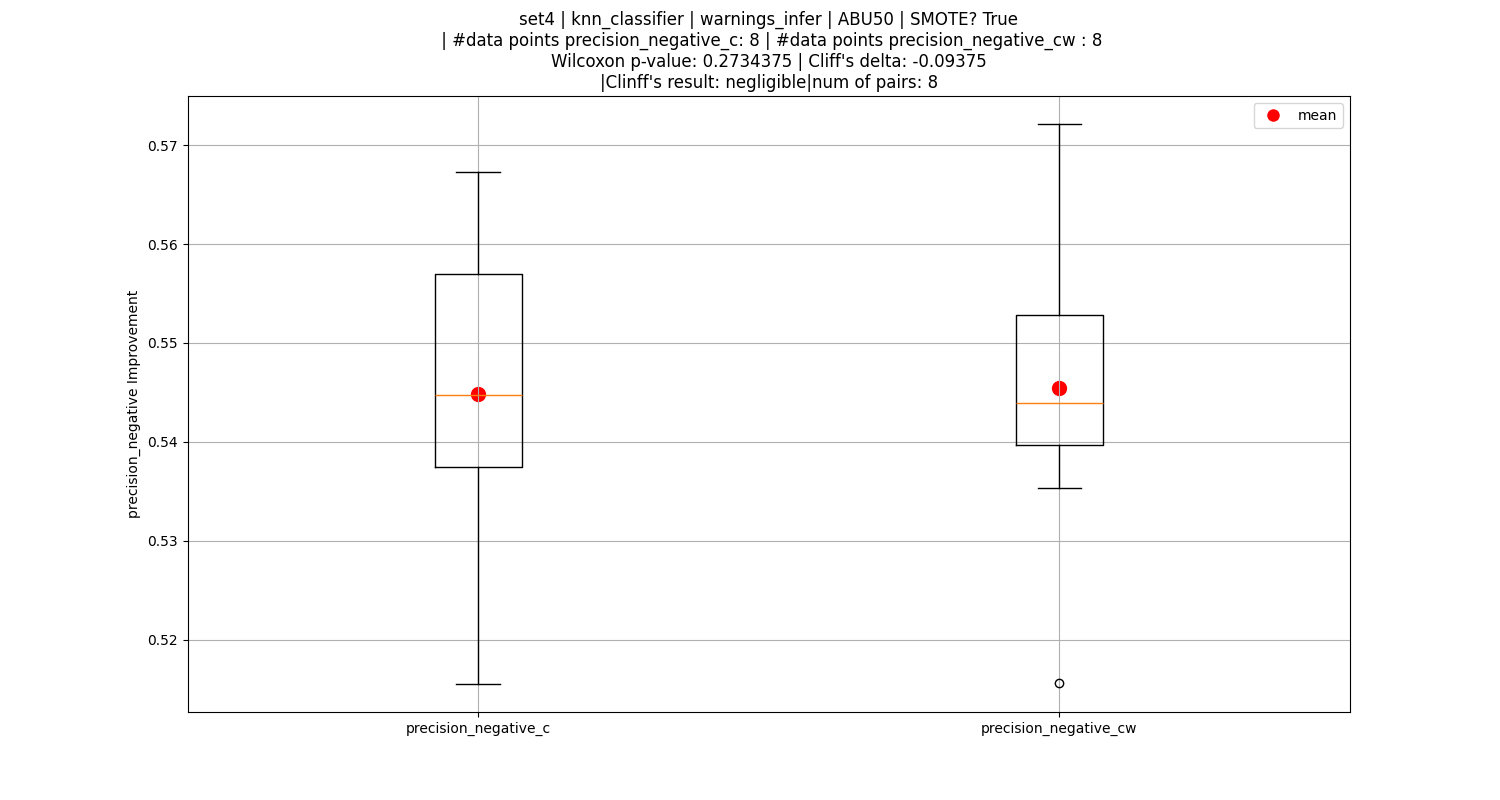 set4 | knn_classifier | warnings_infer | ABU50 | SMOTE? True
| #data points precision_negative_c: 8 | #data points precision_negative_cw : 8
Wilcoxon p-value: 0.2734375 | Cliff's delta: -0.09375
|Clinff's result: negligible|num of pairs: 8
mean
0.57
0.56
0.55
0.54
0.53
0.52
precision_negative Improvement
precision_negative_c
precision_negative_cw